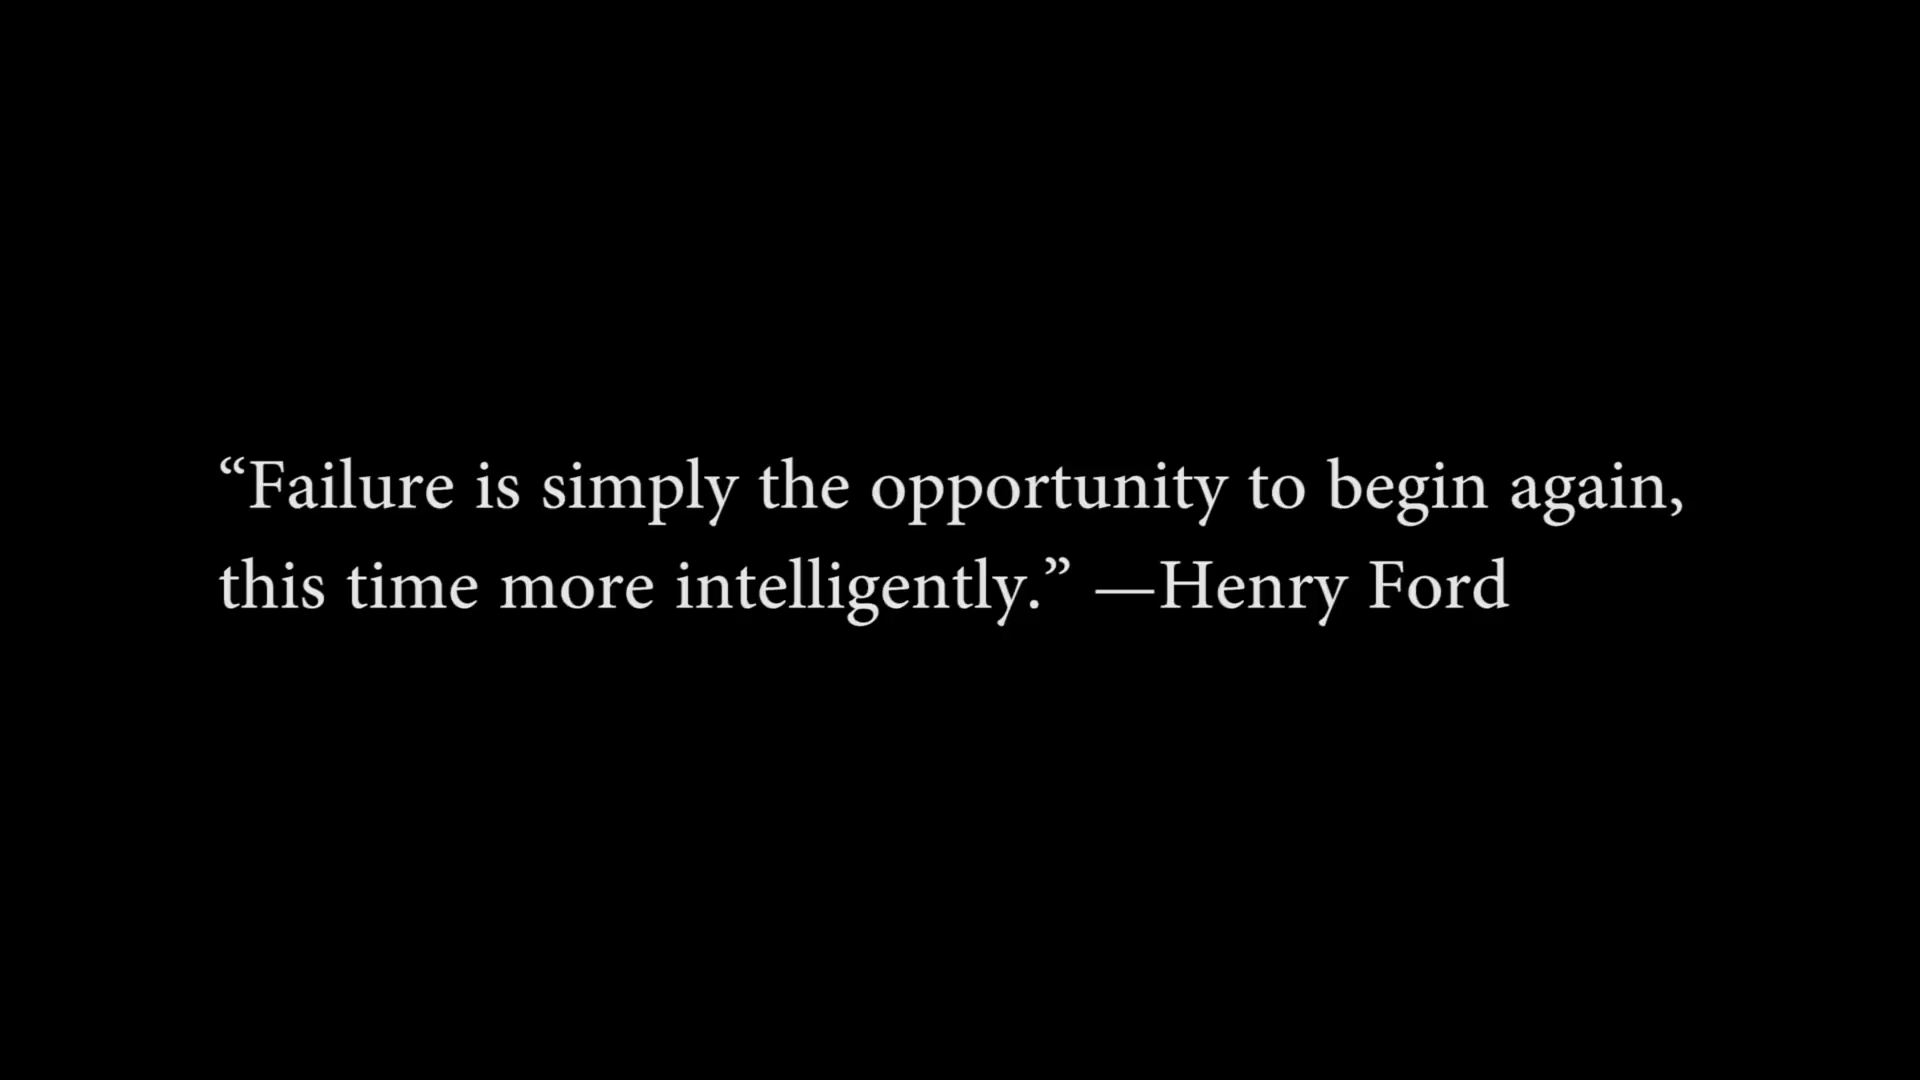 “Failure is simply the opportunity to begin again,
this time more intelligently.” —Henry Ford